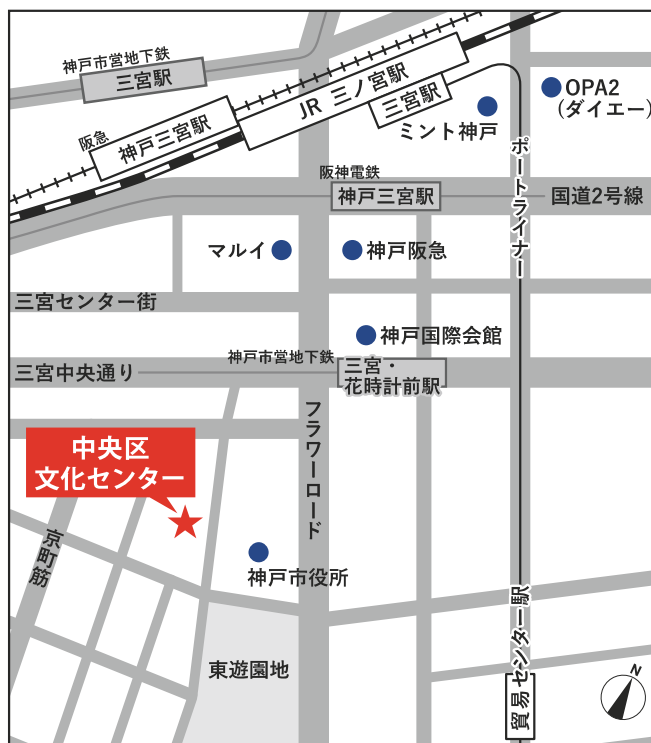 神戸市営地下鉄
三宮駅
阪急
神戸三宮駅
JR 三ノ宮駅
三宮駅
ミント神戸
OPA2
(ダイエー)
ポートライナー
阪神電鉄
神戸三宮駅
国道2号線
マルイ
神戸阪急
三宮センター街
神戸国際会館
神戸市営地下鉄
三宮・
花時計前駅
三宮中央通り
フラワーロード
中央区
文化センター
京町筋
神戸市役所
東遊園地
貿易センター駅
N